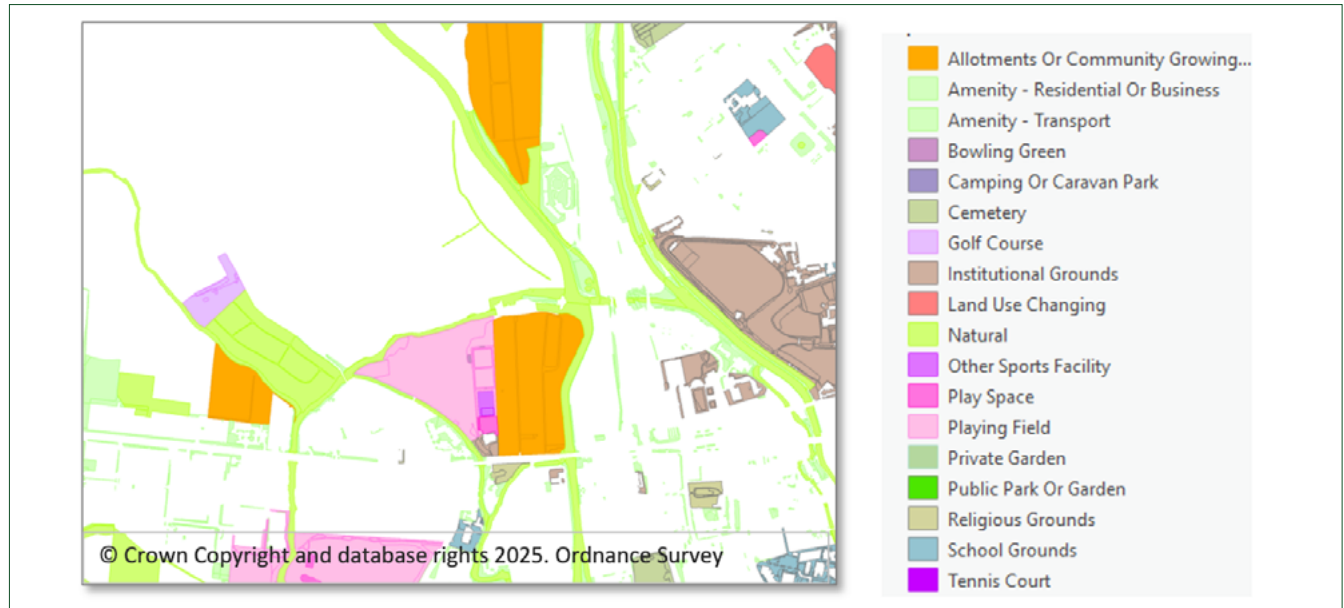 Allotments Or Community Growing...
Amenity - Residential Or Business
Amenity - Transport
Bowling Green
Camping Or Caravan Park
Cemetery
Golf Course
Institutional Grounds
Land Use Changing
Natural
Other Sports Facility
Play Space
Playing Field
Private Garden
Public Park Or Garden
Religious Grounds
School Grounds
Tennis Court
© Crown Copyright and database rights 2025. Ordnance Survey